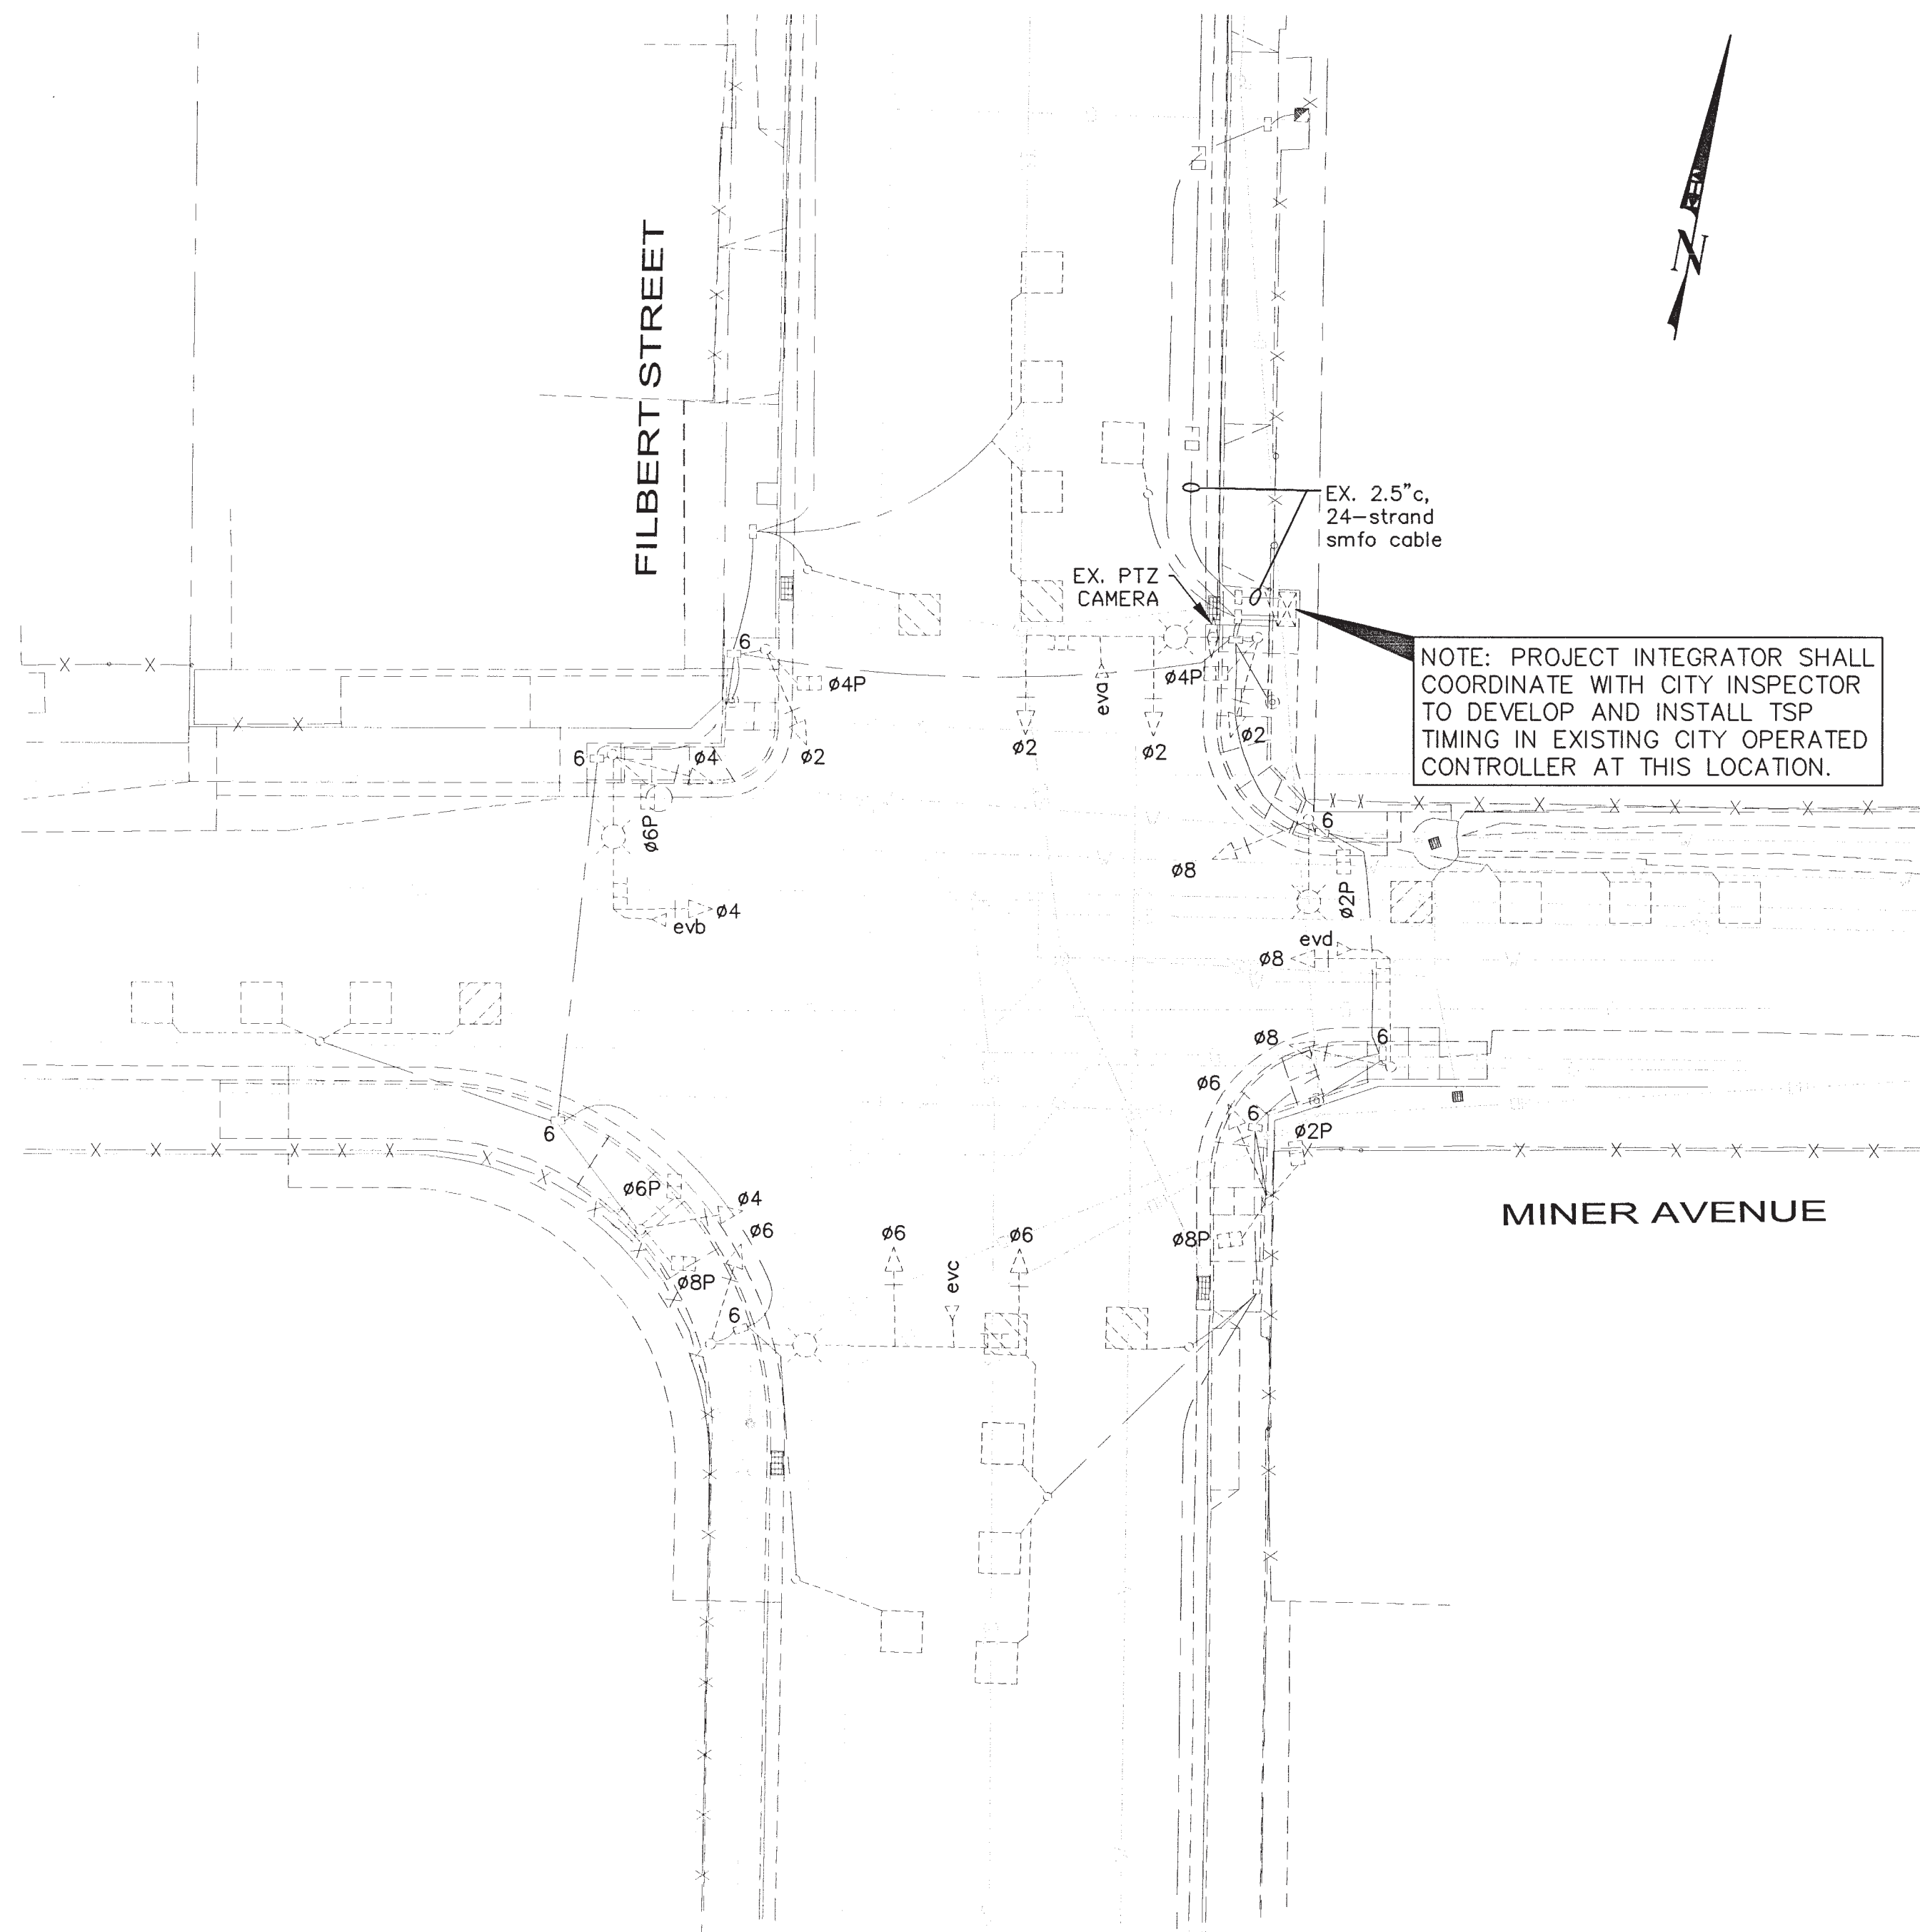 FILBERT STREET
N
EX. 2.5"c,
24-strand
smfo cable
EX. PTZ
CAMERA
NOTE: PROJECT INTEGRATOR SHALL
COORDINATE WITH CITY INSPECTOR
TO DEVELOP AND INSTALL TSP
TIMING IN EXISTING CITY OPERATED
CONTROLLER AT THIS LOCATION.
6
ø4P
eva
ø4P
ø2
ø2
ø2
ø2
6
ø4
ø6P
ø4
evb
6
ø8
ø2P
evd
ø8
ø8
6
ø6
6
ø2P
6
ø6P
ø4
ø6
ø8P
6
ø6
evc
ø6
ø8P
MINER AVENUE